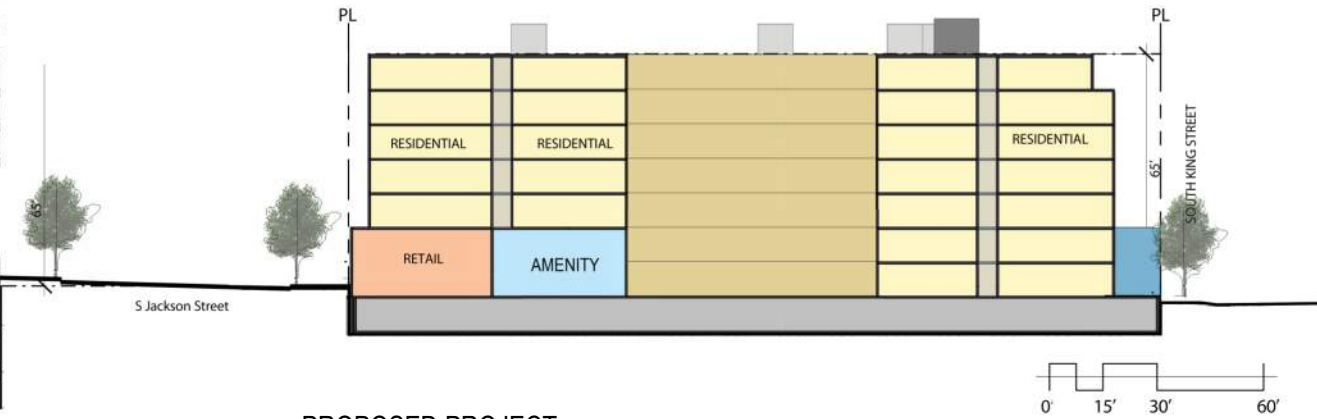 PL
PL
RESIDENTIAL
RESIDENTIAL
RESIDENTIAL
65'
SOUTH KING STREET
65'
RETAIL
AMENITY
S Jackson Street
0'
15'
30'
60'
PROPOSED PROJECT